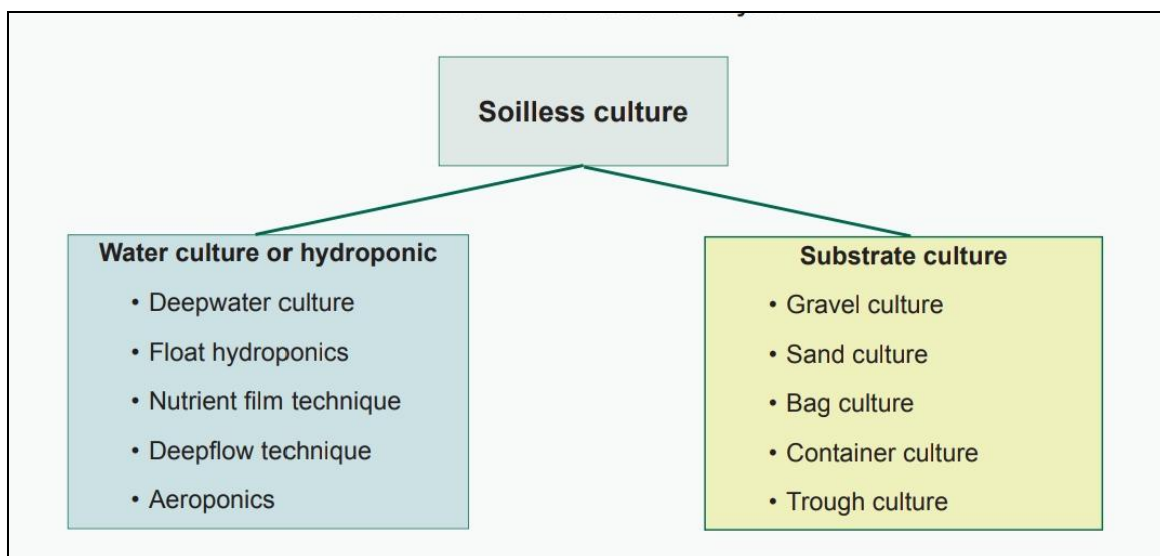 Soilless culture
Water culture or hydroponic
• Deepwater culture
• Float hydroponics
• Nutrient film technique
• Deepflow technique
• Aeroponics
Substrate culture
• Gravel culture
• Sand culture
• Bag culture
• Container culture
• Trough culture